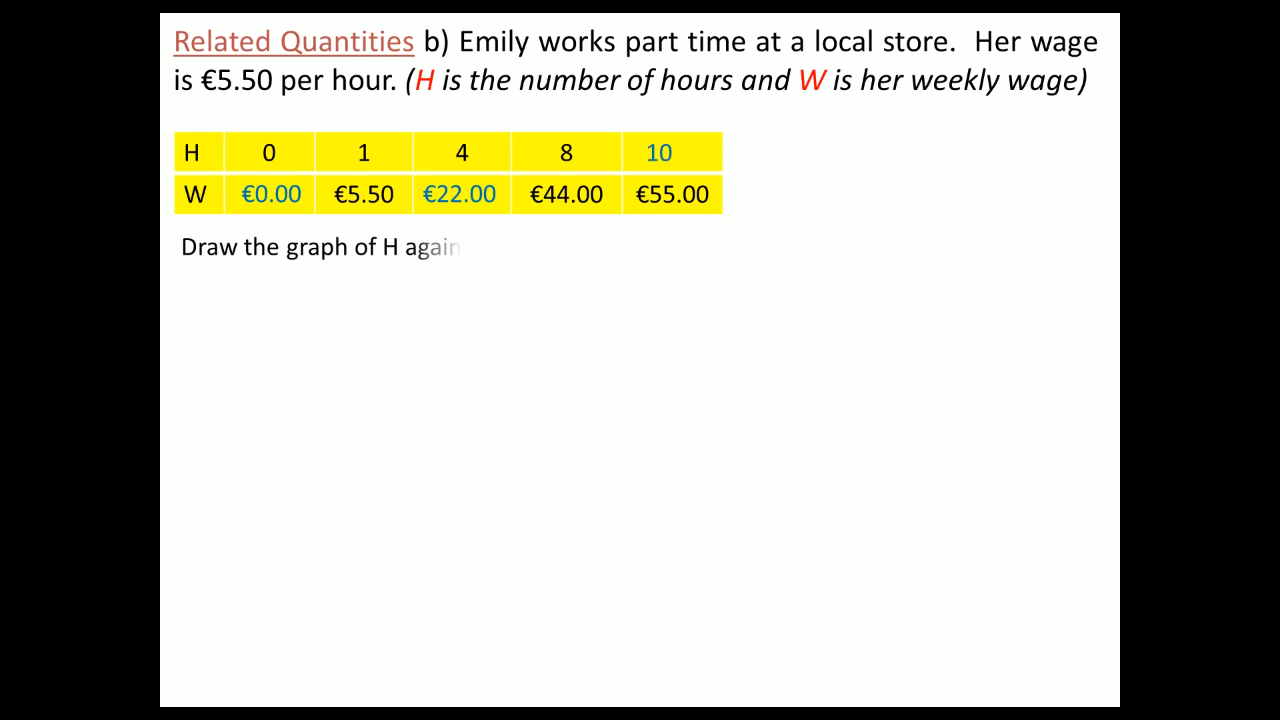 Related Quantities b) Emily works part time at a local store. Her wage
is €5.50 per hour. (H is the number of hours and W is her weekly wage)
H 0 1 4 8 10
W €0.00 €5.50 €22.00 €44.00 €55.00
Draw the graph of H again